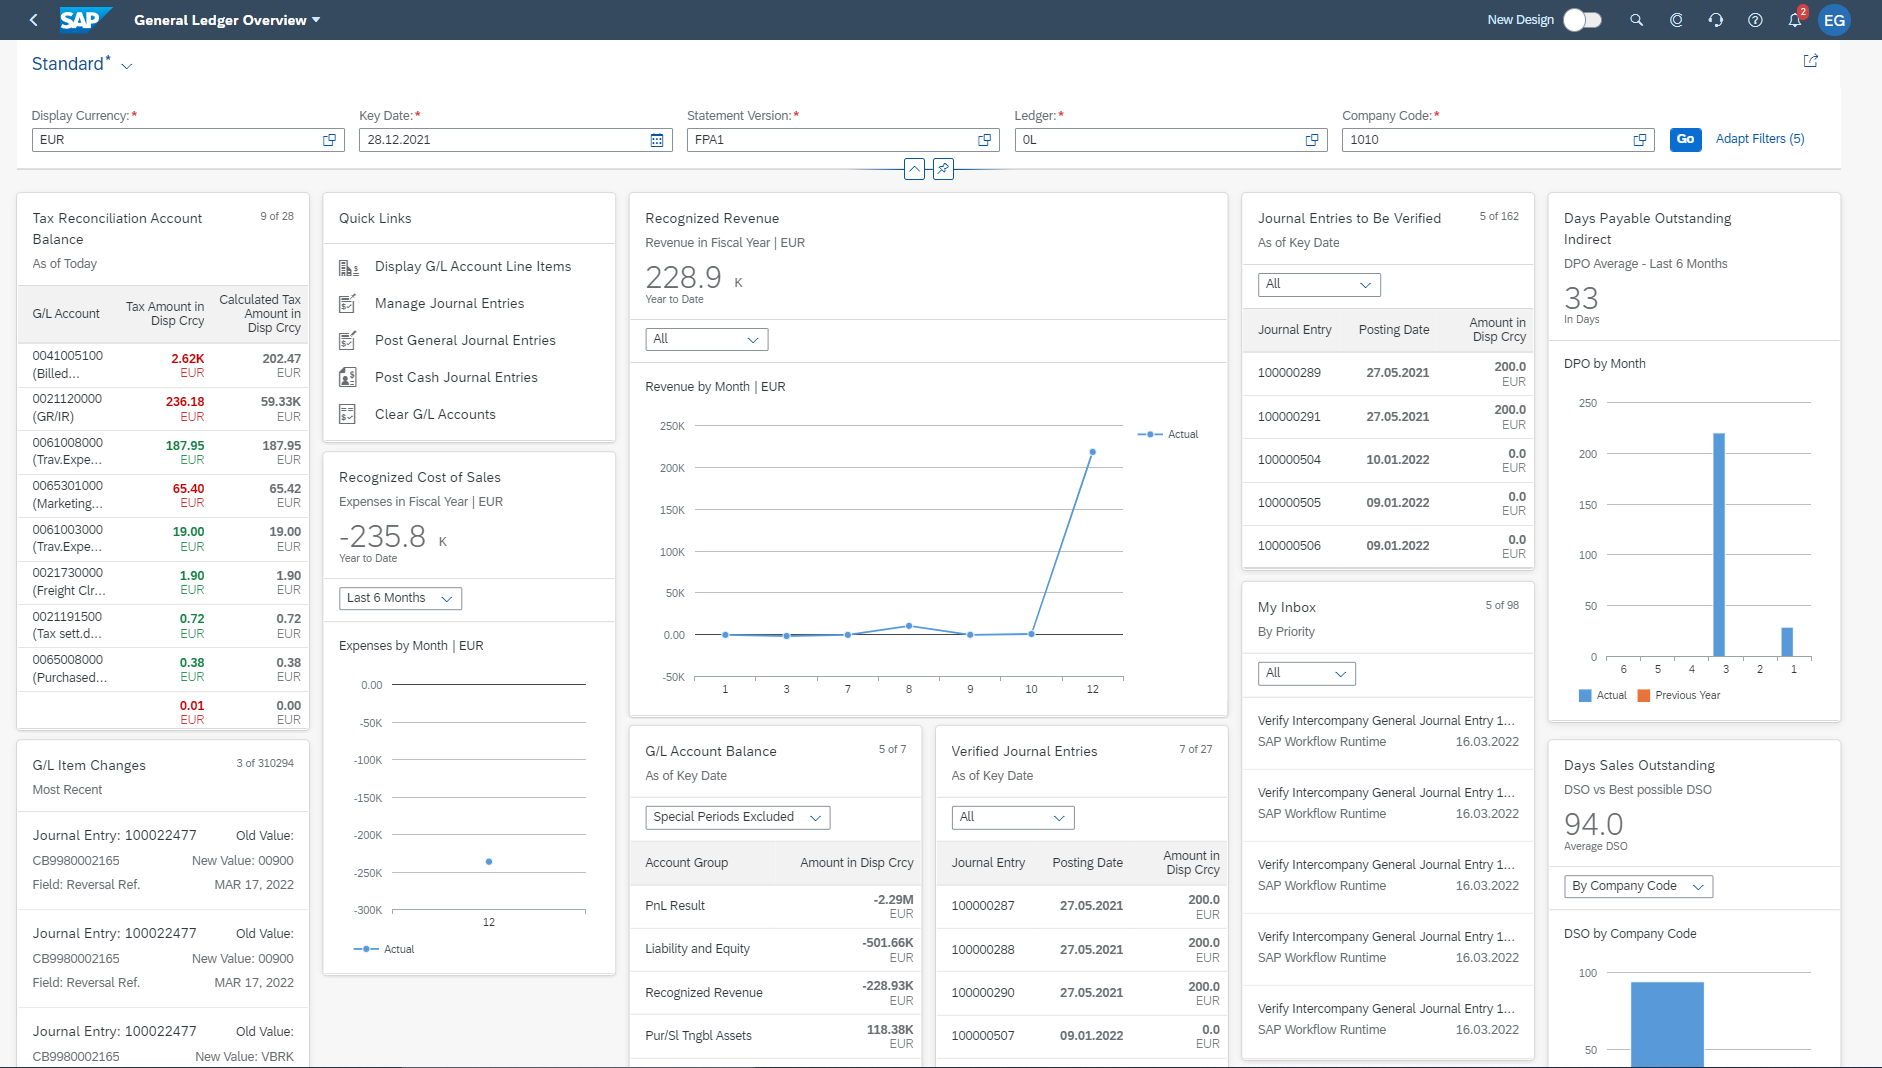 SAP
General Ledger Overview
New Design
2
EG
Standard*
Display Currency:*
EUR
Key Date:*
28.12.2021
Statement Version:*
FPA1
Ledger:*
0L
Company Code:*
1010
Go
Adapt Filters (5)
Tax Reconciliation Account
Balance
9 of 28
As of Today
G/L Account
Tax Amount in
Disp Crcy
Calculated Tax
Amount in
Disp Crcy
0041005100
(Billed...
2.62K
EUR
202.47
EUR
0021120000
(GR/IR)
236.18
EUR
59.33K
EUR
0061008000
(Trav.Expe...
187.95
EUR
187.95
EUR
0065301000
(Marketing...
65.40
EUR
65.42
EUR
0061003000
(Trav.Expe...
19.00
EUR
19.00
EUR
0021730000
(Freight Clr...
1.90
EUR
1.90
EUR
0021191500
(Tax sett.d...
0.72
EUR
0.72
EUR
0065008000
(Purchased...
0.38
EUR
0.38
EUR
0.01
EUR
0.00
EUR
G/L Item Changes
3 of 310294
Most Recent
Journal Entry: 100022477 Old Value:
CB9980002165 New Value: 00900
Field: Reversal Ref. MAR 17, 2022
Journal Entry: 100022477 Old Value:
CB9980002165 New Value: 00900
Field: Reversal Ref. MAR 17, 2022
Journal Entry: 100022477 Old Value:
CB9980002165 New Value: VBRK
Quick Links
Display G/L Account Line Items
Manage Journal Entries
Post General Journal Entries
Post Cash Journal Entries
Clear G/L Accounts
Recognized Cost of Sales
Expenses in Fiscal Year | EUR
-235.8 K
Year to Date
Last 6 Months
Expenses by Month | EUR
0.00
-50K
-100K
-150K
-200K
-250K
-300K
12
Actual
Recognized Revenue
Revenue in Fiscal Year | EUR
228.9 K
Year to Date
All
Revenue by Month | EUR
250K
200K
150K
100K
50K
0.00
-50K
1 3 7 8 9 10 12
Actual
G/L Account Balance
5 of 7
As of Key Date
Special Periods Excluded
Account Group Amount in Disp Crcy
PnL Result
-2.29M
EUR
Liability and Equity
-501.66K
EUR
Recognized Revenue
-228.93K
EUR
Pur/Sl Tngbl Assets
118.38K
EUR
Verified Journal Entries
7 of 27
As of Key Date
All
Journal Entry Posting Date
Amount in
Disp Crcy
100000287 27.05.2021
200.0
EUR
100000288 27.05.2021
200.0
EUR
100000290 27.05.2021
200.0
EUR
100000507 09.01.2022
0.0
EUR
Journal Entries to Be Verified
5 of 162
As of Key Date
All
Journal Entry Posting Date
Amount in
Disp Crcy
100000289 27.05.2021
200.0
EUR
100000291 27.05.2021
200.0
EUR
100000504 10.01.2022
0.0
EUR
100000505 09.01.2022
0.0
EUR
100000506 09.01.2022
0.0
EUR
My Inbox
5 of 98
By Priority
All
Verify Intercompany General Journal Entry 1...
SAP Workflow Runtime 16.03.2022
Verify Intercompany General Journal Entry 1...
SAP Workflow Runtime 16.03.2022
Verify Intercompany General Journal Entry 1...
SAP Workflow Runtime 16.03.2022
Verify Intercompany General Journal Entry 1...
SAP Workflow Runtime 16.03.2022
Verify Intercompany General Journal Entry 1...
SAP Workflow Runtime 16.03.2022
Days Payable Outstanding
Indirect
DPO Average - Last 6 Months
33
In Days
DPO by Month
250
200
150
100
50
0
6 5 4 3 2 1
Actual Previous Year
Days Sales Outstanding
DSO vs Best possible DSO
94.0
Average DSO
By Company Code
DSO by Company Code
100
50